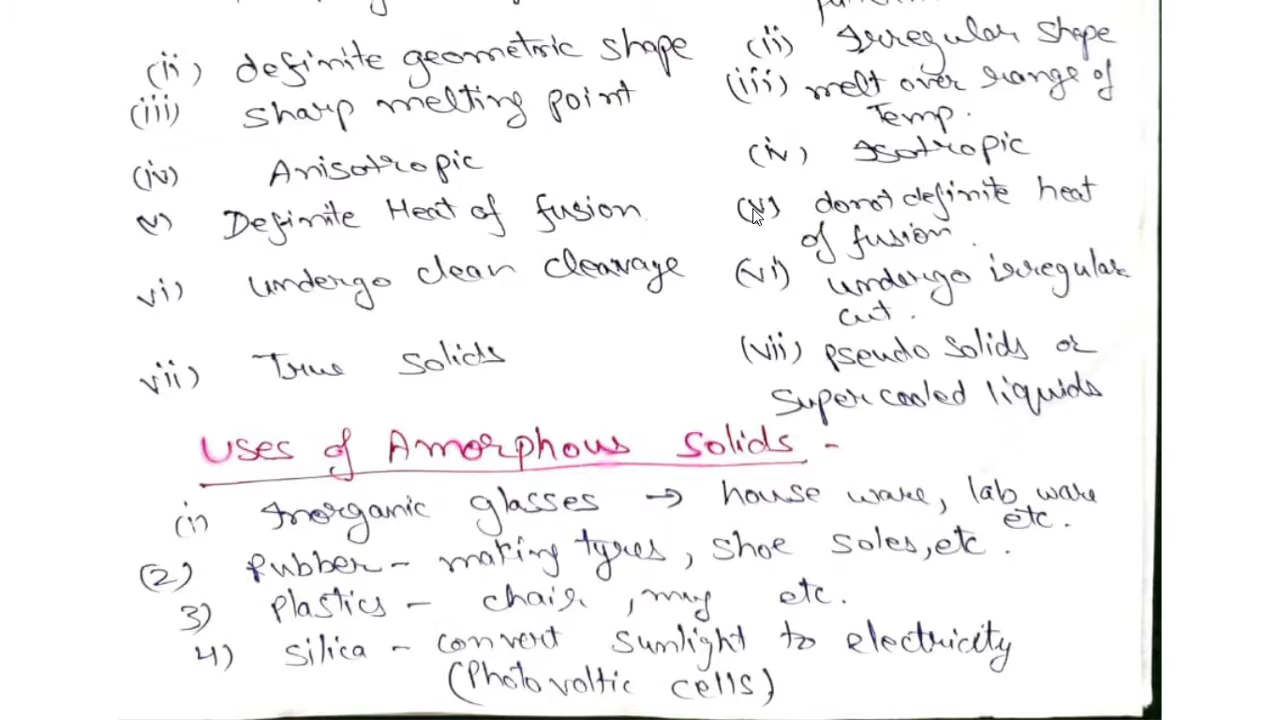 (ii) definite geometric shape (ii) Irregular shape
(iii) sharp melting point (iii) melt over range of
Temp.
(iv) Anisotropic (iv) Isotropic
v) Definite Heat of fusion (v) donot definite heat
of fusion.
vi) undergo clean cleavage (vi) undergo irregular
cut.
vii) True solids (vii) pseudo solids or
super cooled liquids
Uses of Amorphous Solids -
(i) Inorganic glasses → house ware, lab ware
etc.
(2) Rubber - making tyres, shoe soles, etc.
3) Plastics - chair, mug etc.
4) silica - convert sunlight to electricity
(Photovoltic cells)